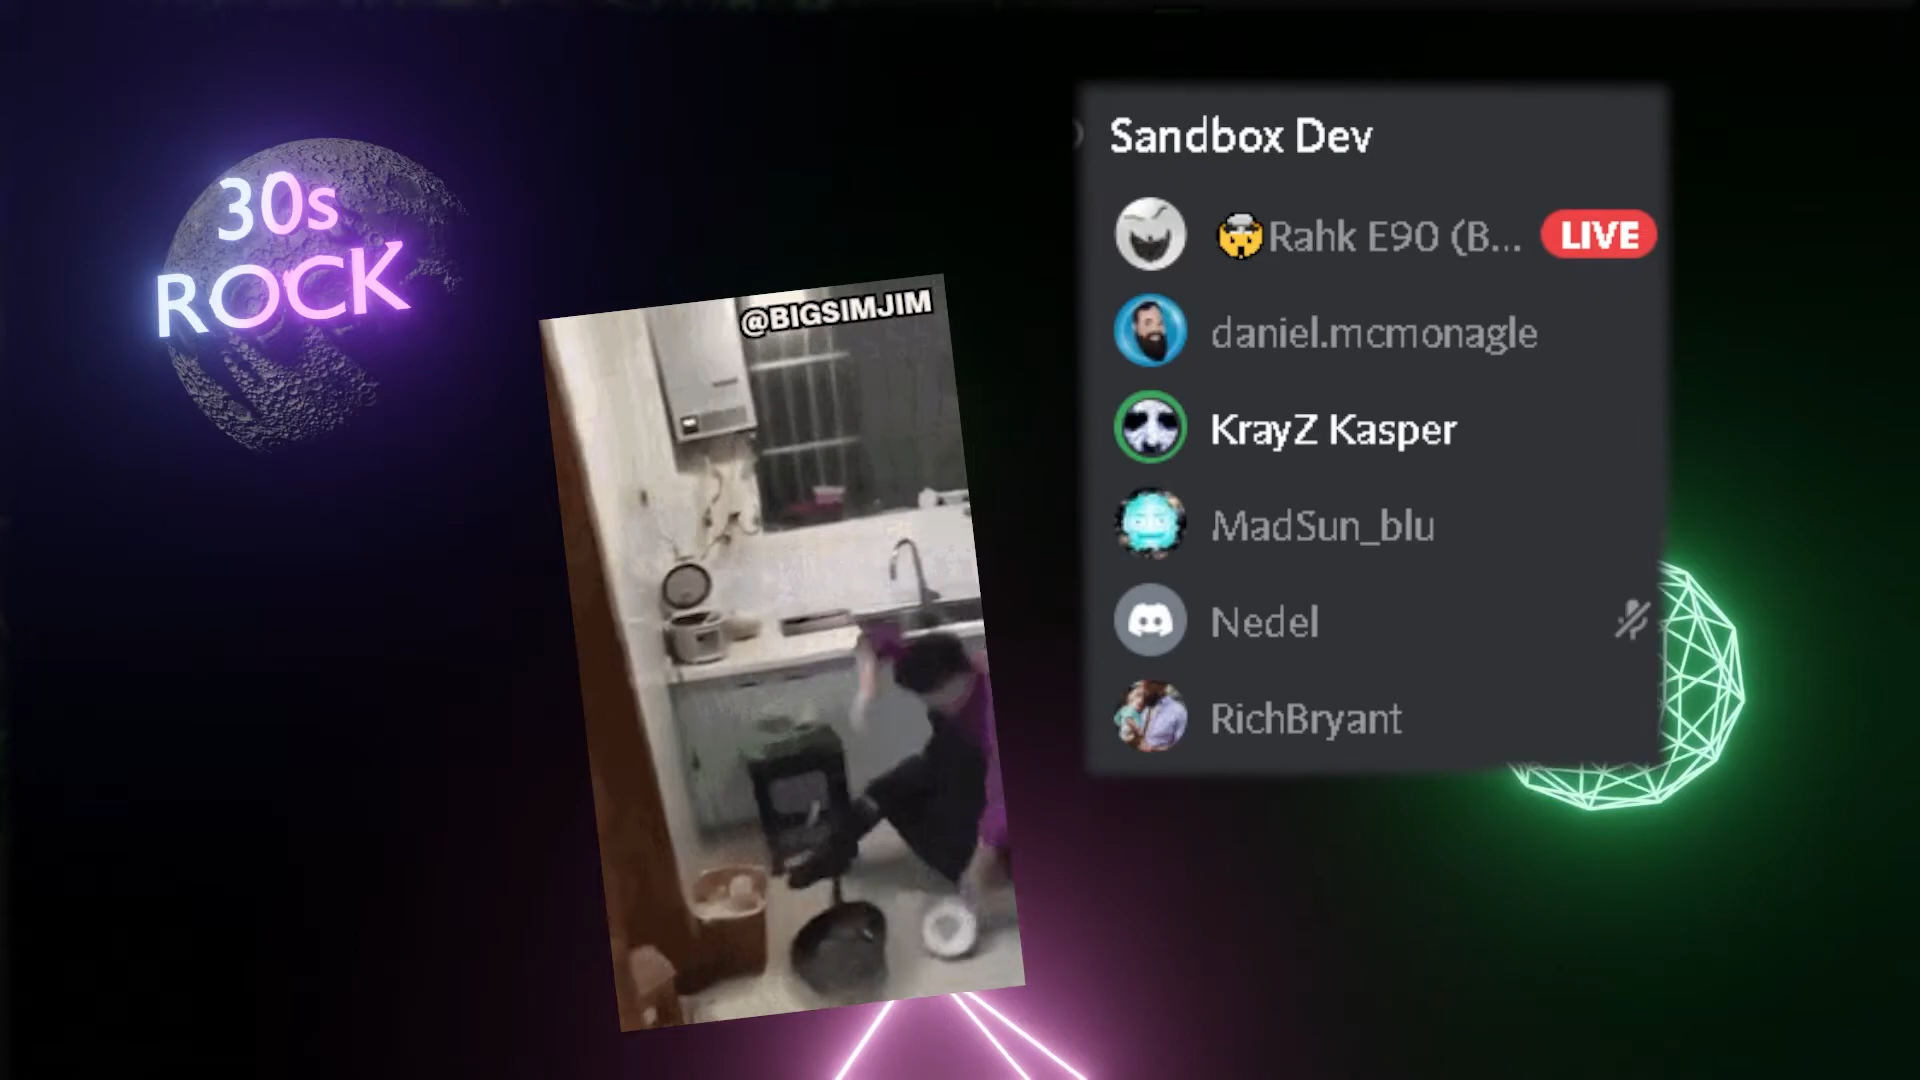 30s
ROCK
@BIGSIMJIM
Sandbox Dev
🤯Rahk E90 (B... LIVE
daniel.mcmonagle
KrayZ Kasper
MadSun_blu
Nedel
RichBryant